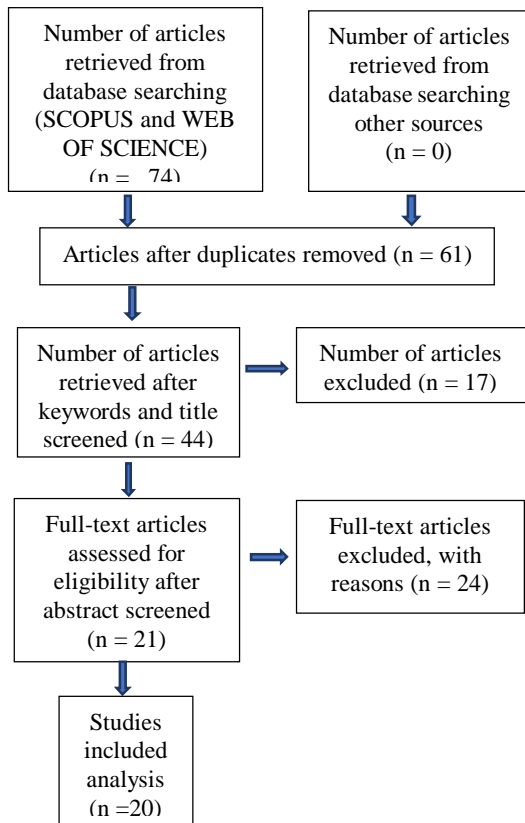 Number of articles
retrieved from
database searching
(SCOPUS and WEB
OF SCIENCE)
(n = 74)
Number of articles
retrieved from
database searching
other sources
(n = 0)
Articles after duplicates removed (n = 61)
Number of articles
retrieved after
keywords and title
screened (n = 44)
Number of articles
excluded (n = 17)
Full-text articles
assessed for
eligibility after
abstract screened
(n = 21)
Full-text articles
excluded, with
reasons (n = 24)
Studies
included
analysis
(n =20)